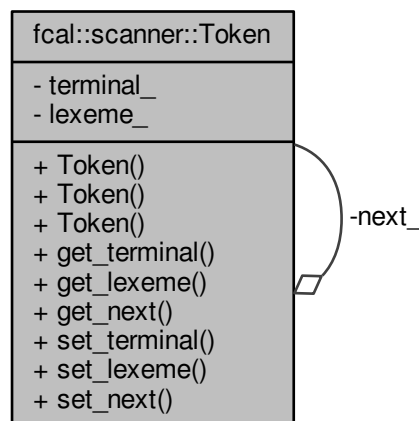 fcal::scanner::Token
- terminal_
- lexeme_
+ Token()
+ Token()
+ Token()
+ get_terminal()
+ get_lexeme()
+ get_next()
+ set_terminal()
+ set_lexeme()
+ set_next()
-next_